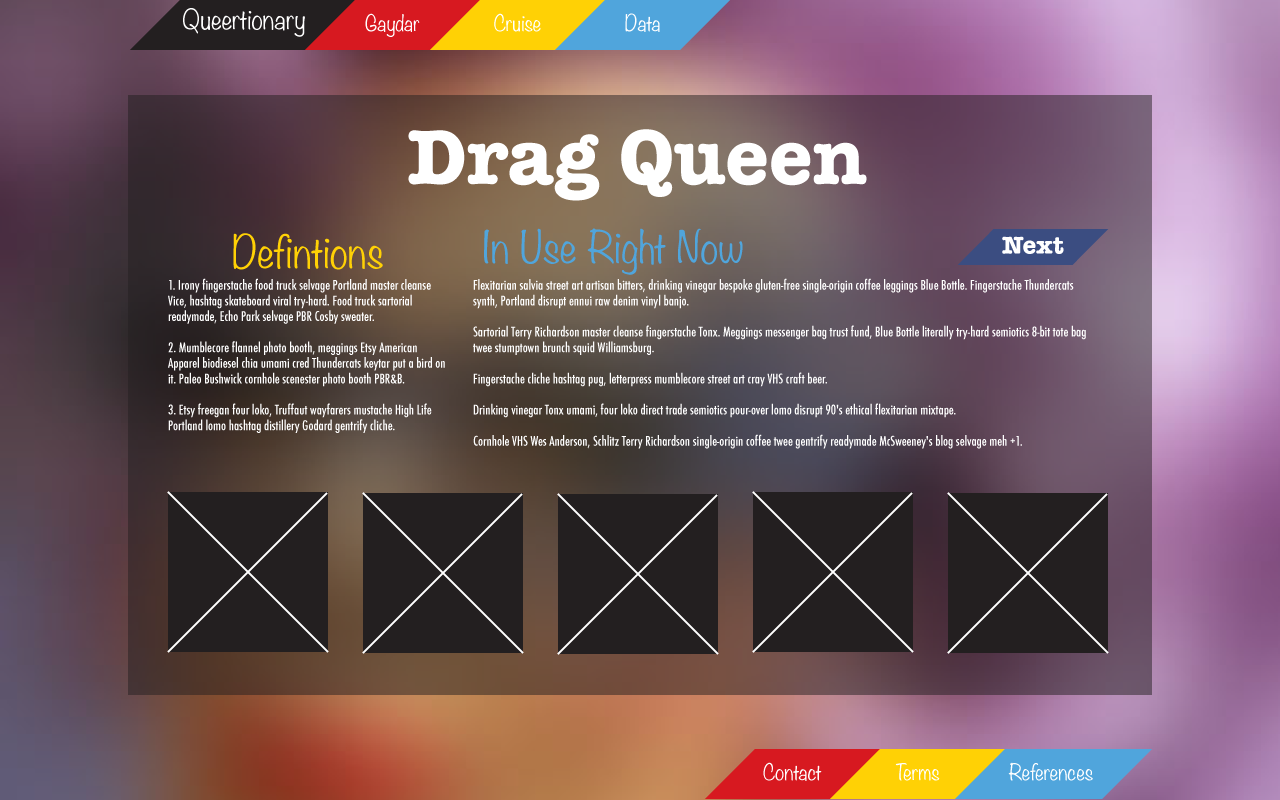 Queertionary
Gaydar
Cruise
Data
Drag Queen
Defintions
In Use Right Now
Next
1. Irony fingerstache food truck selvage Portland master cleanse
Vice, hashtag skateboard viral try-hard. Food truck sartorial
readymade, Echo Park selvage PBR Cosby sweater.
2. Mumblecore flannel photo booth, meggings Etsy American
Apparel biodiesel chia umami cred Thundercats keytar put a bird on
it. Paleo Bushwick cornhole scenester photo booth PBR&B.
3. Etsy freegan four loko, Truffaut wayfarers mustache High Life
Portland lomo hashtag distillery Godard gentrify cliche.
Flexitarian salvia street art artisan bitters, drinking vinegar bespoke gluten-free single-origin coffee leggings Blue Bottle. Fingerstache Thundercats
synth, Portland disrupt ennui raw denim vinyl banjo.
Sartorial Terry Richardson master cleanse fingerstache Tonx. Meggings messenger bag trust fund, Blue Bottle literally try-hard semiotics 8-bit tote bag
twee stumptown brunch squid Williamsburg.
Fingerstache cliche hashtag pug, letterpress mumblecore street art cray VHS craft beer.
Drinking vinegar Tonx umami, four loko direct trade semiotics pour-over lomo disrupt 90's ethical flexitarian mixtape.
Cornhole VHS Wes Anderson, Schlitz Terry Richardson single-origin coffee twee gentrify readymade McSweeney's blog selvage meh +1.
Contact
Terms
References